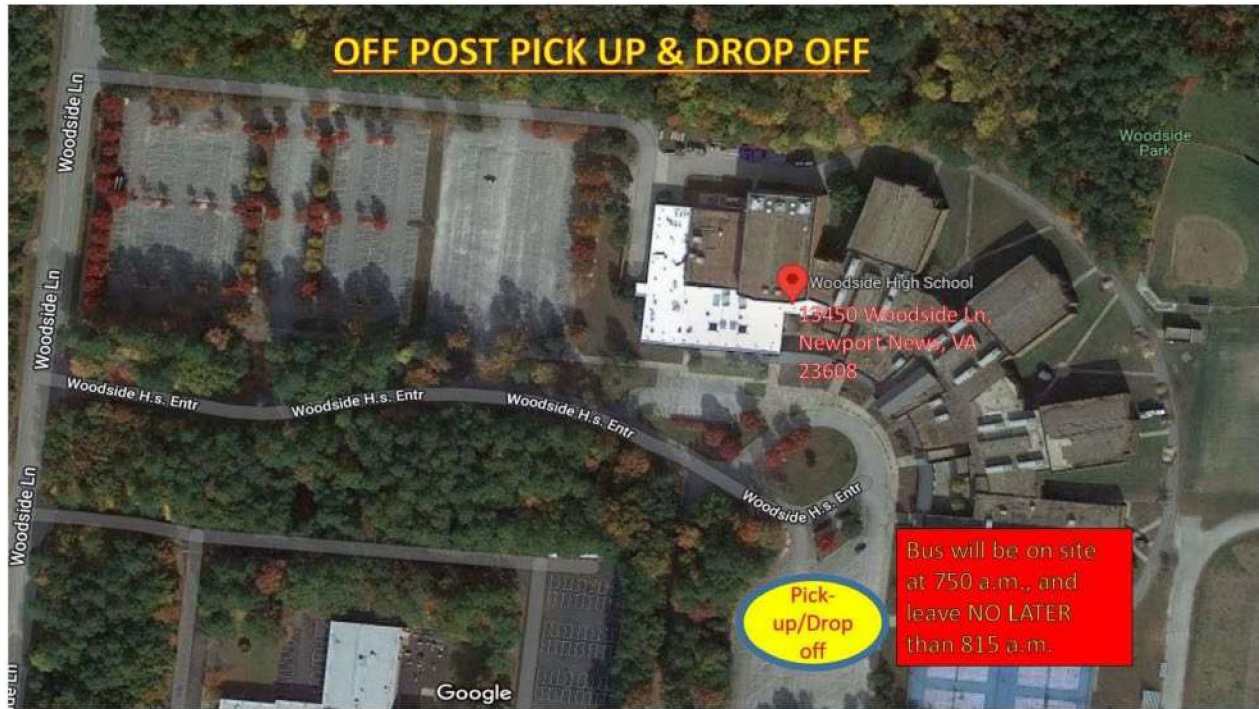 OFF POST PICK UP & DROP OFF
Woodside Ln
Woodside
Park
Woodside High School
13450 Woodside Ln,
Newport News, VA
23608
Woodside Ln
Woodside H.s. Entr
Woodside H.s. Entr
Woodside H.s. Entr
Woodside H.s. Entr
Woodside Ln
Bus will be on site
at 750 a.m., and
leave NO LATER
than 815 a.m.
Pick-
up/Drop
off
de Ln
Google